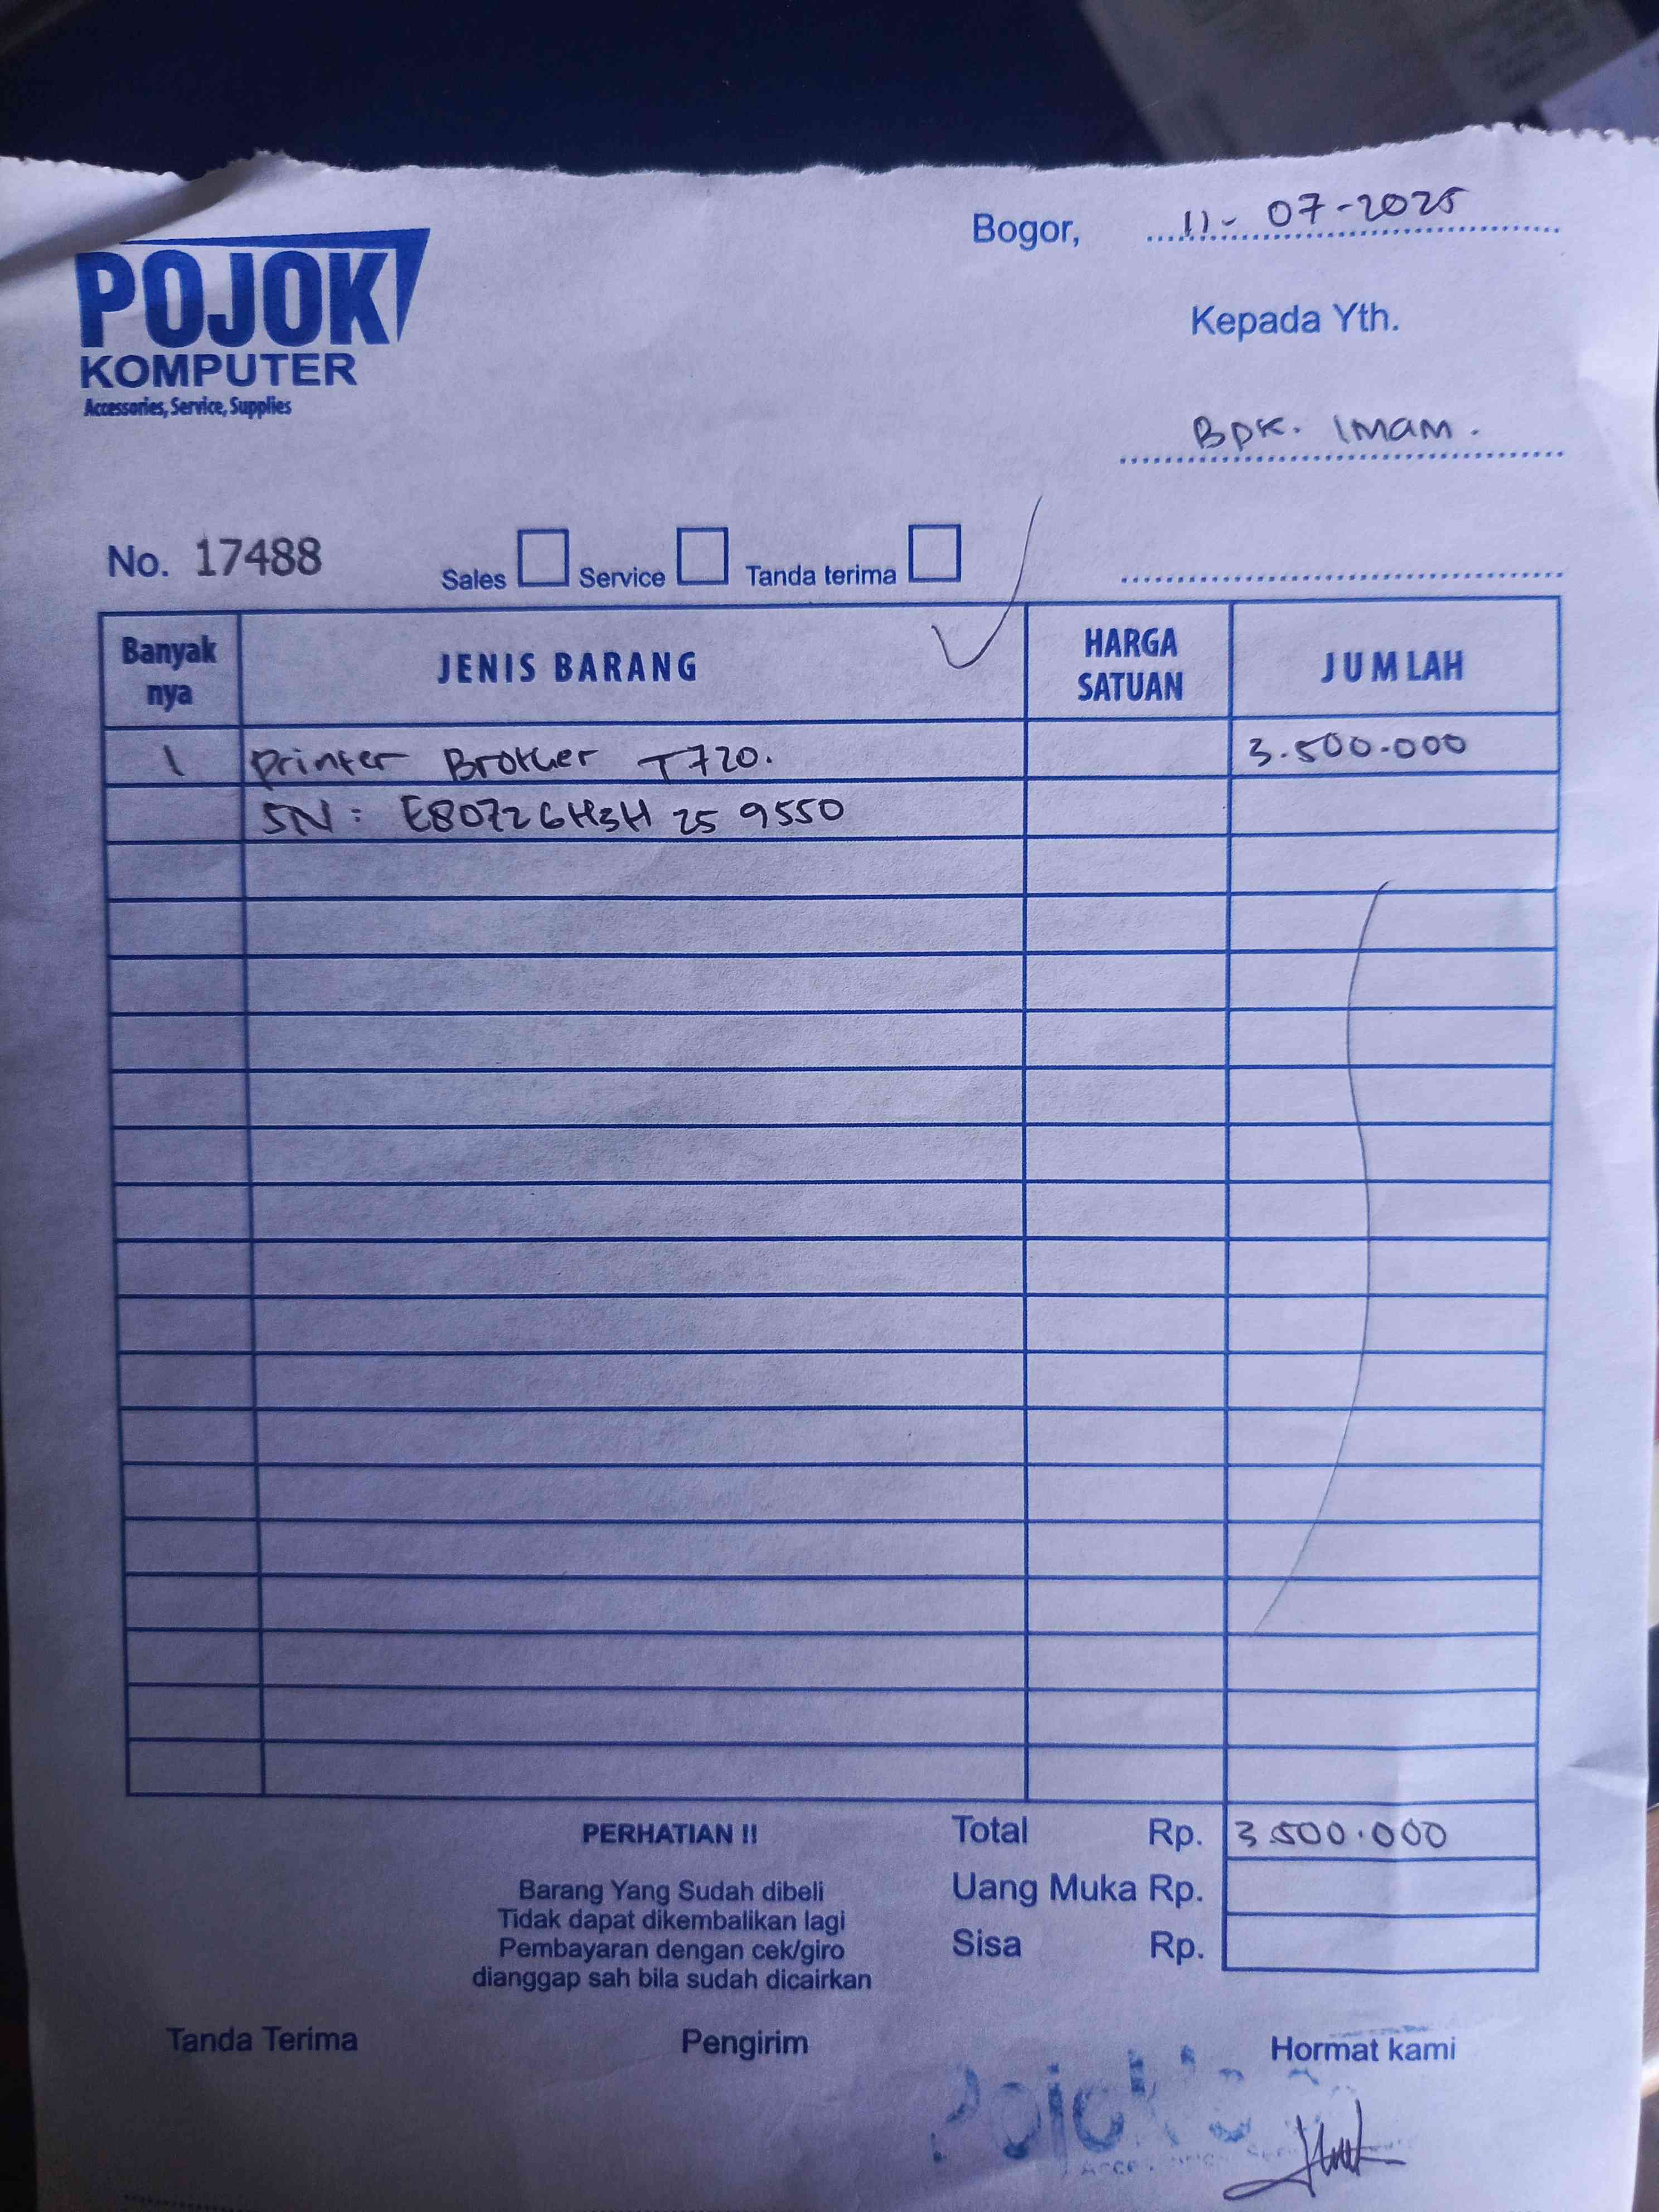 Bogor, 11-07-2025
POJOK
KOMPUTER
Accessories, Service, Supplies
Kepada Yth.
Bpk. Imam.
No. 17488
Sales Service Tanda terima
Banyak nya JENIS BARANG HARGA SATUAN JUMLAH
1 Printer Brother T720. 3.500.000
SN: E80726H3H 25 9550
PERHATIAN !! Total Rp. 3.500.000
Barang Yang Sudah dibeli Uang Muka Rp.
Tidak dapat dikembalikan lagi
Pembayaran dengan cek/giro Sisa Rp.
dianggap sah bila sudah dicairkan
Tanda Terima Pengirim Hormat kami
Pojok